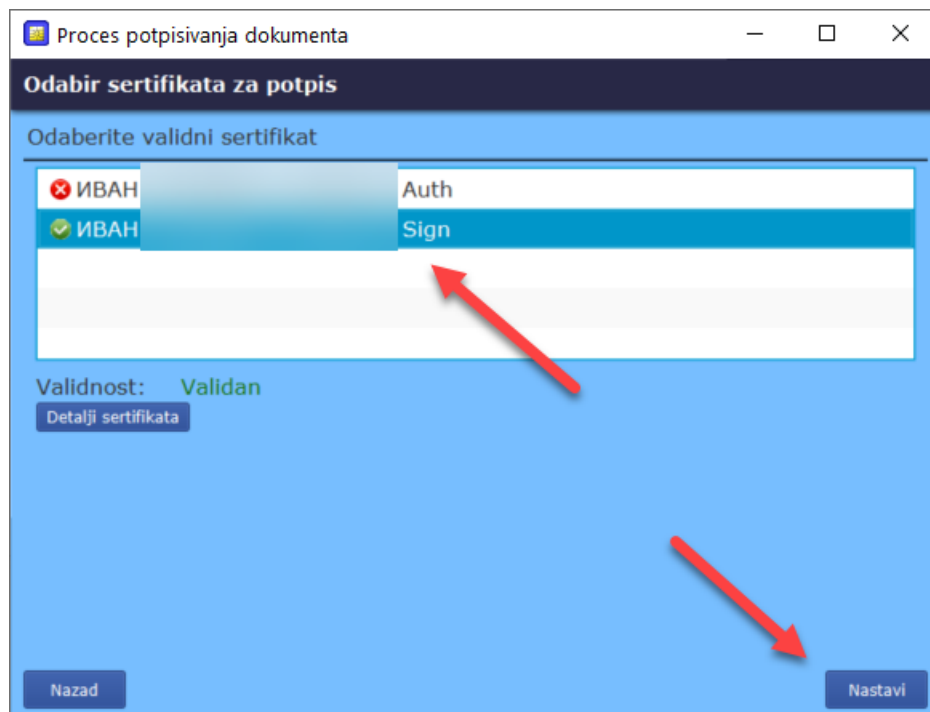 Proces potpisivanja dokumenta
Odabir sertifikata za potpis
Odaberite validni sertifikat
ИВАН Auth
ИВАН Sign
Validnost: Validan
Detalji sertifikata
Nazad Nastavi